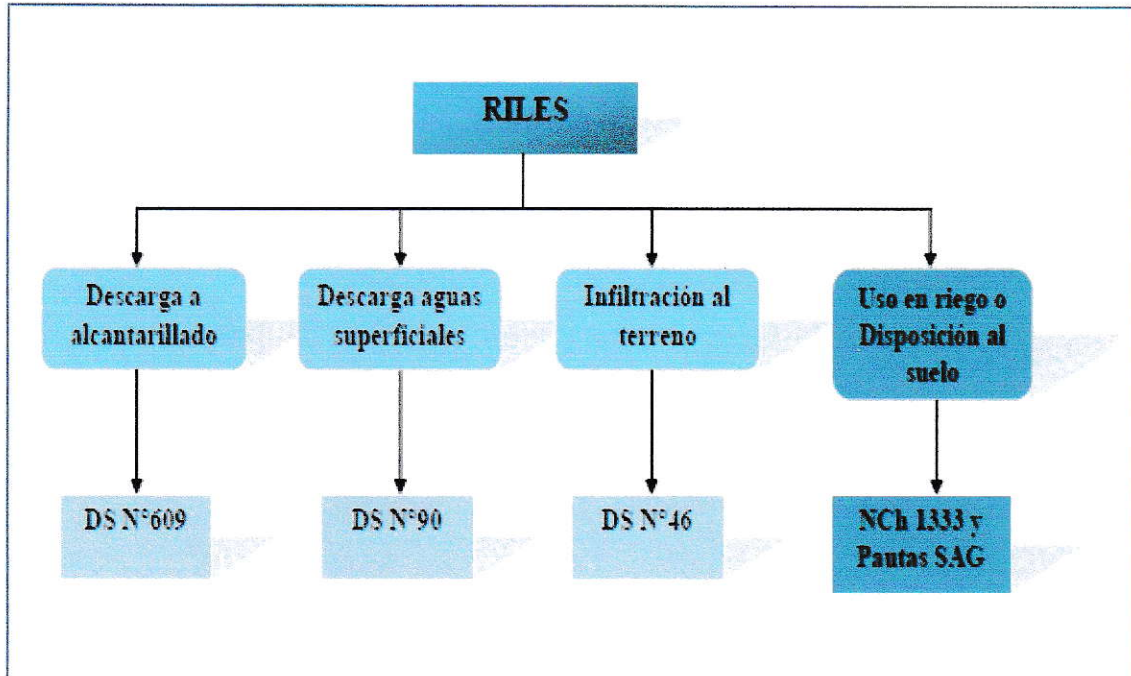 RILES
Descarga a
alcantarillado
Descarga aguas
superficiales
Infiltración al
terreno
Uso en riego o
Disposición al
suelo
DS N°609
DS N°90
DS N°46
NCh 1333 y
Pautas SAG